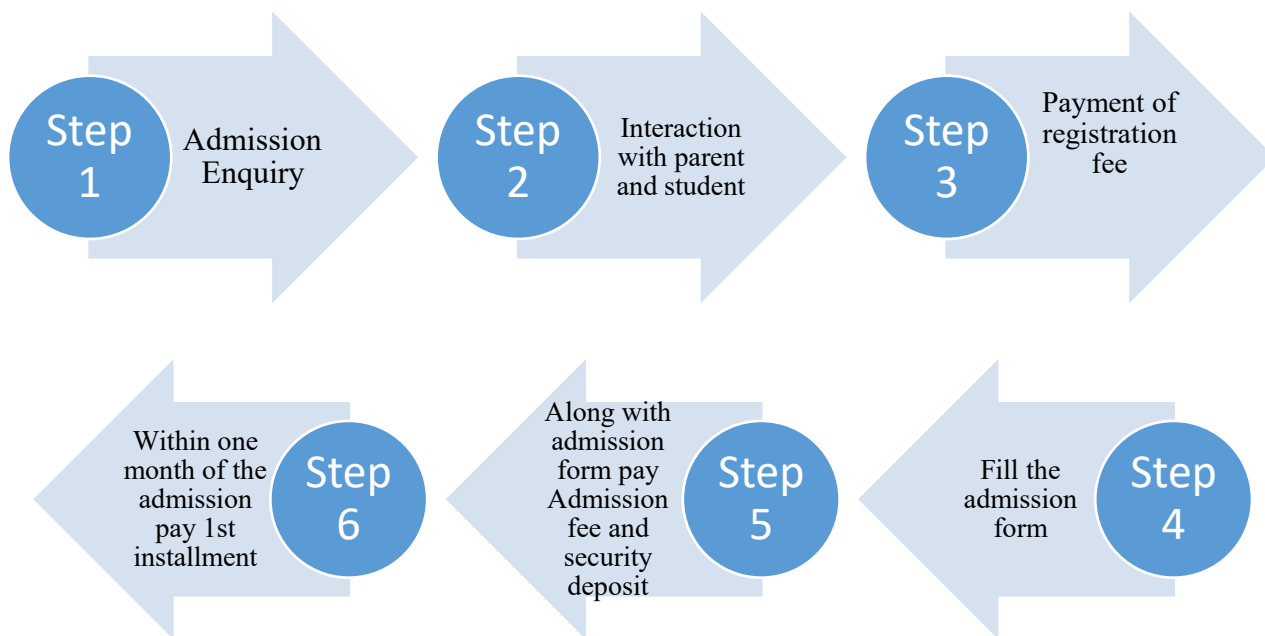 Step
1
Admission
Enquiry
Step
2
Interaction
with parent
and student
Step
3
Payment of
registration
fee
Step
4
Fill the
admission
form
Step
5
Along with
admission
form pay
Admission
fee and
security
deposit
Step
6
Within one
month of the
admission
pay 1st
installment